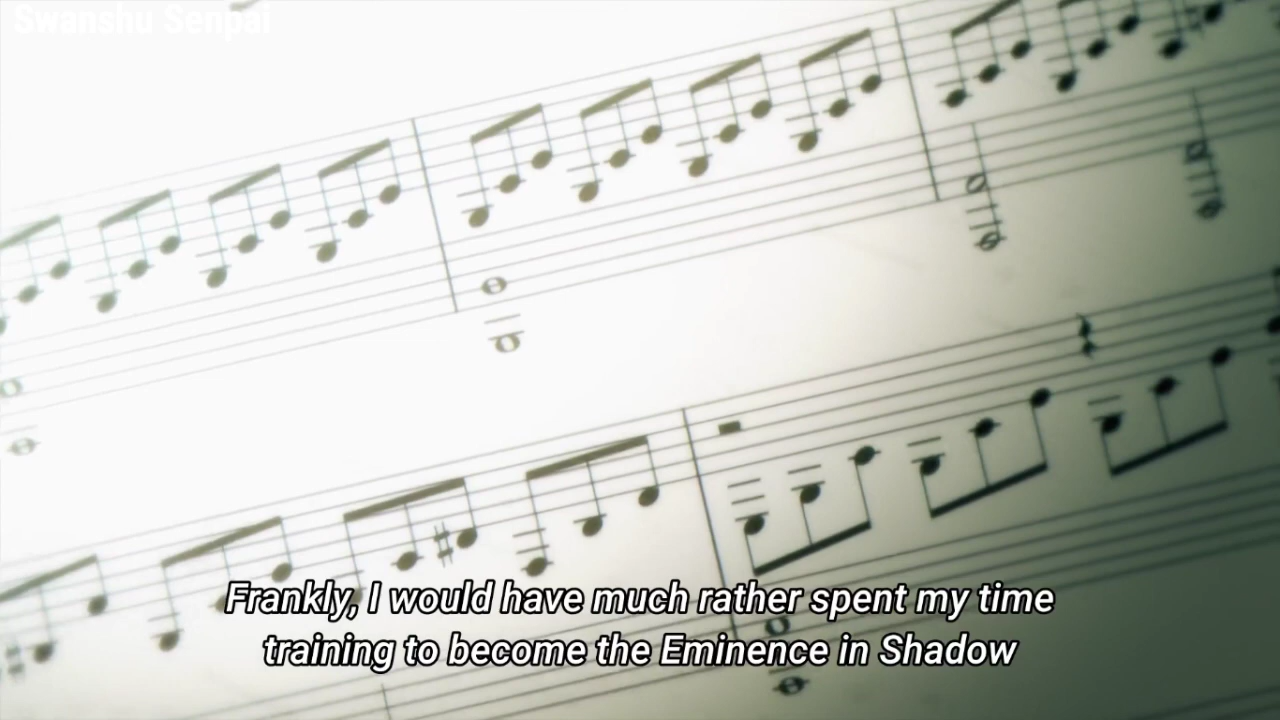 Swanshu Senpai
Frankly, I would have much rather spent my time
training to become the Eminence in Shadow